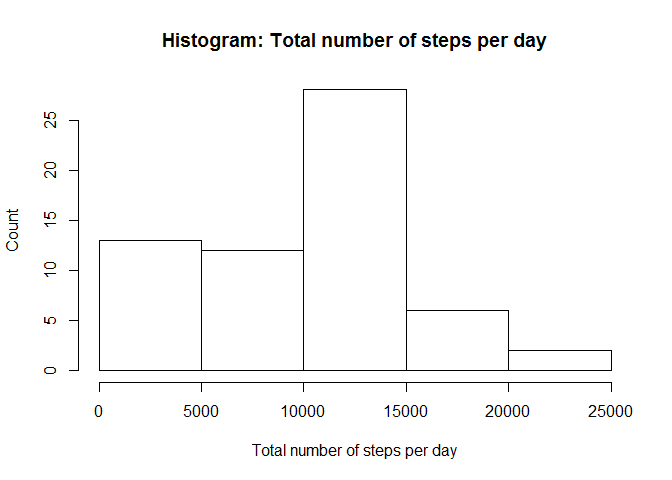 Histogram: Total number of steps per day
Count
25
20
15
10
5
0
0 5000 10000 15000 20000 25000
Total number of steps per day